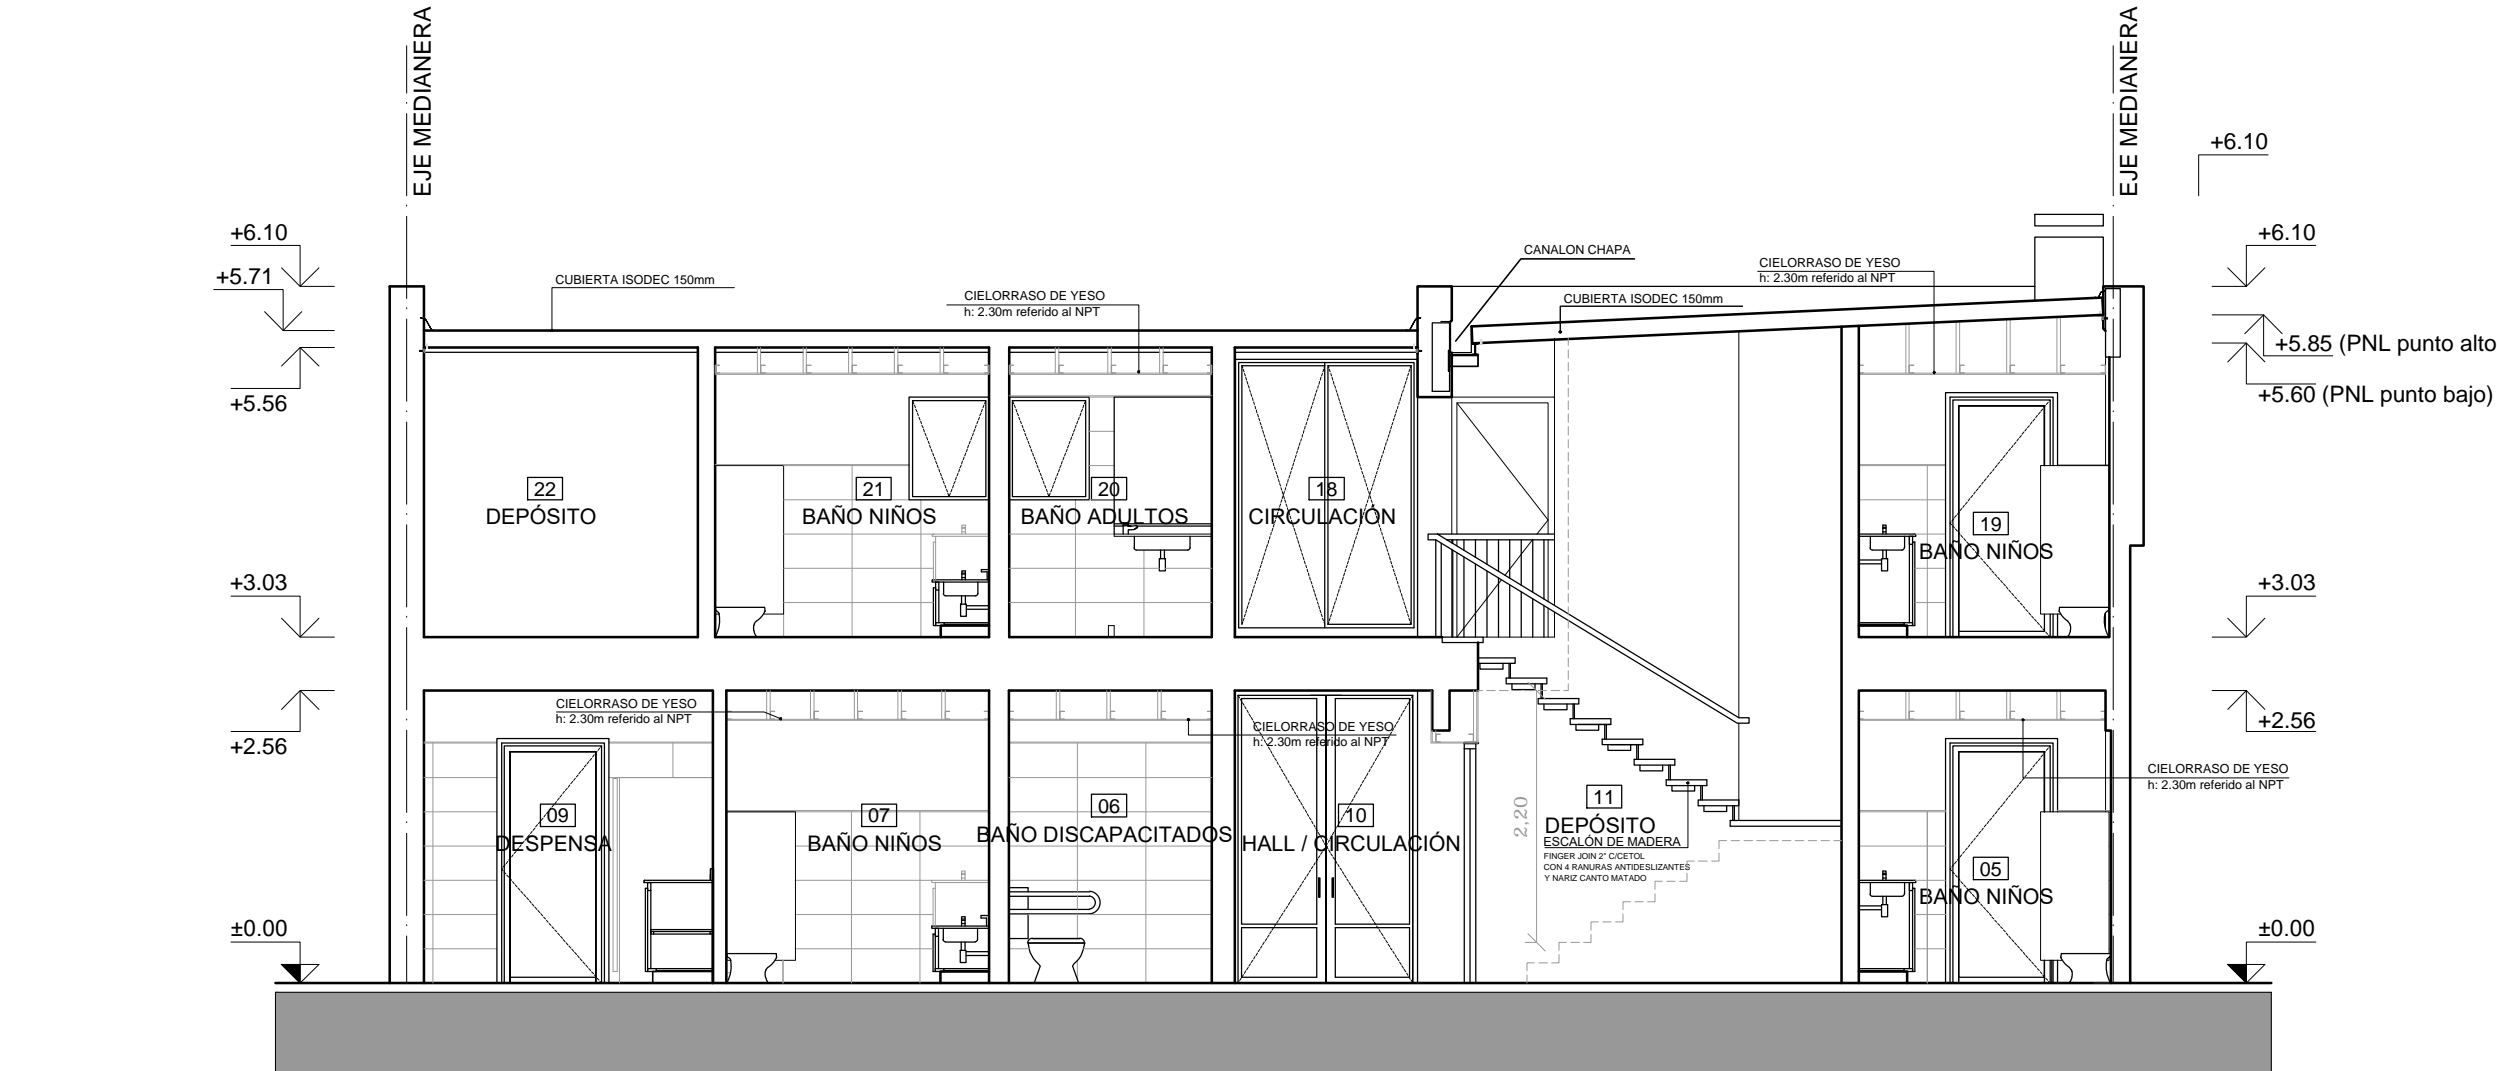 EJE MEDIANERA
EJE MEDIANERA
+6.10
+6.10
+5.71
+5.56
+3.03
+2.56
±0.00
CUBIERTA ISODEC 150mm
CIELORRASO DE YESO
h: 2.30m referido al NPT
CANALON CHAPA
CUBIERTA ISODEC 150mm
CIELORRASO DE YESO
h: 2.30m referido al NPT
+6.10
+5.85 (PNL punto alto
+5.60 (PNL punto bajo)
22
DEPÓSITO
21
BAÑO NIÑOS
20
BAÑO ADULTOS
18
CIRCULACIÓN
19
BAÑO NIÑOS
+3.03
+2.56
CIELORRASO DE YESO
h: 2.30m referido al NPT
CIELORRASO DE YESO
h: 2.30m referido al NPT
CIELORRASO DE YESO
h: 2.30m referido al NPT
09
DESPENSA
07
BAÑO NIÑOS
06
BAÑO DISCAPACITADOS
10
HALL / CIRCULACIÓN
2,20
11
DEPÓSITO
ESCALÓN DE MADERA
FINGER JOIN 2" C/CETOL
CON 4 RANURAS ANTIDESLIZANTES
Y NARIZ CANTO MATADO
05
BAÑO NIÑOS
±0.00